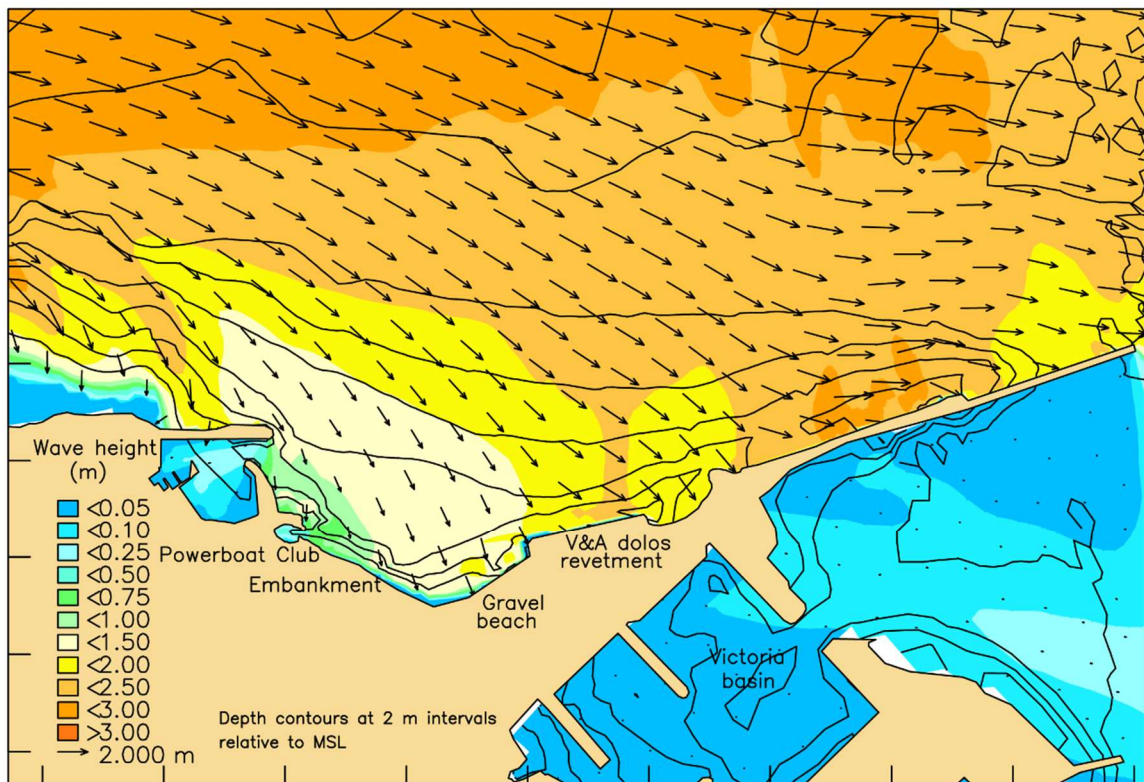 Wave height
(m)
<0.05
<0.10
<0.25
<0.50
<0.75
<1.00
<1.50
<2.00
<2.50
<3.00
>3.00
2.000 m
Powerboat Club
Embankment
Gravel
beach
V&A dolos
revetment
Victoria
basin
Depth contours at 2 m intervals
relative to MSL